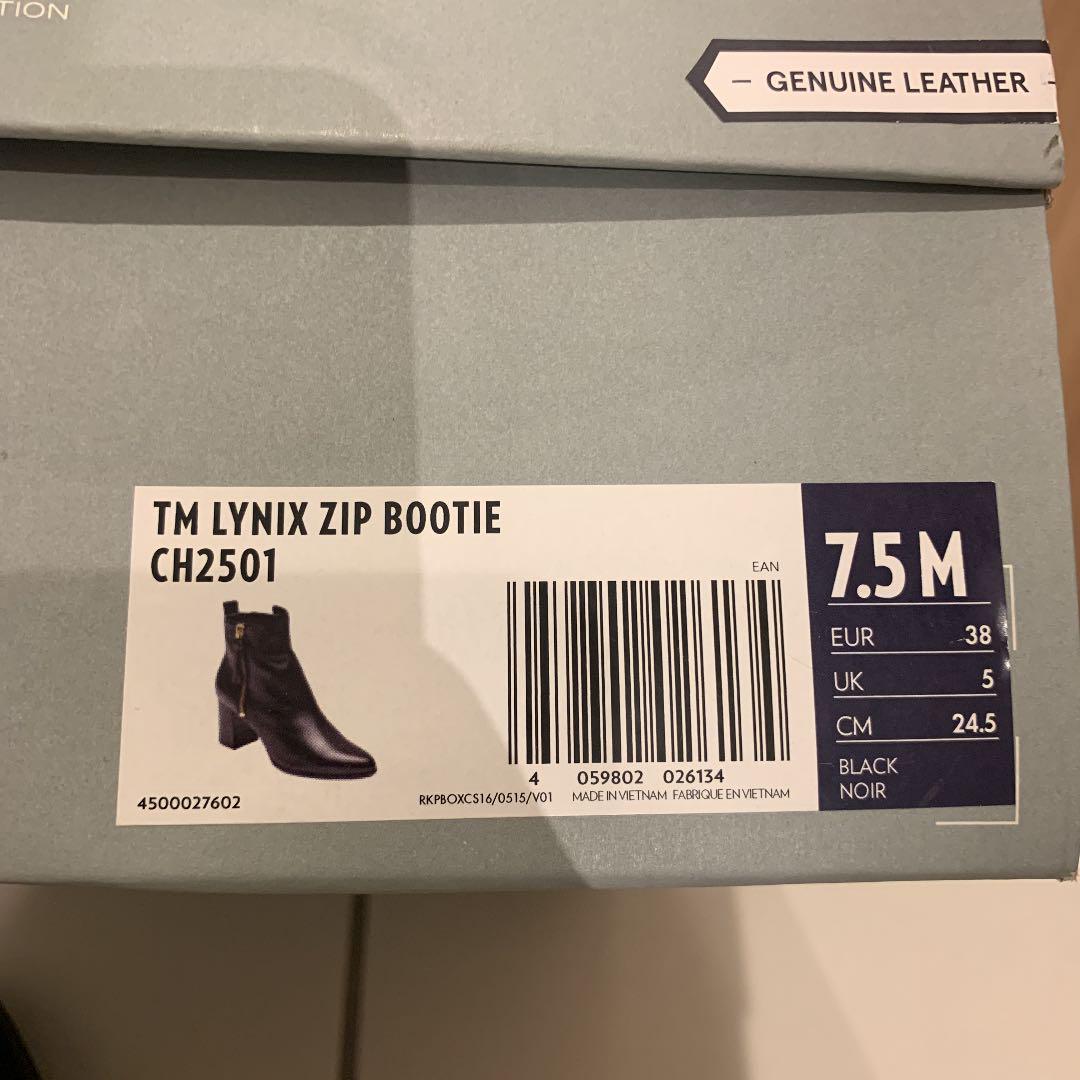 TION
– GENUINE LEATHER -
TM LYNIX ZIP BOOTIE
CH2501
EAN
4 059802 026134
4500027602
RKPBOXCS16/0515/V01 MADE IN VIETNAM FABRIQUE EN VIETNAM
7.5 M
EUR 38
UK 5
CM 24.5
BLACK
NOIR